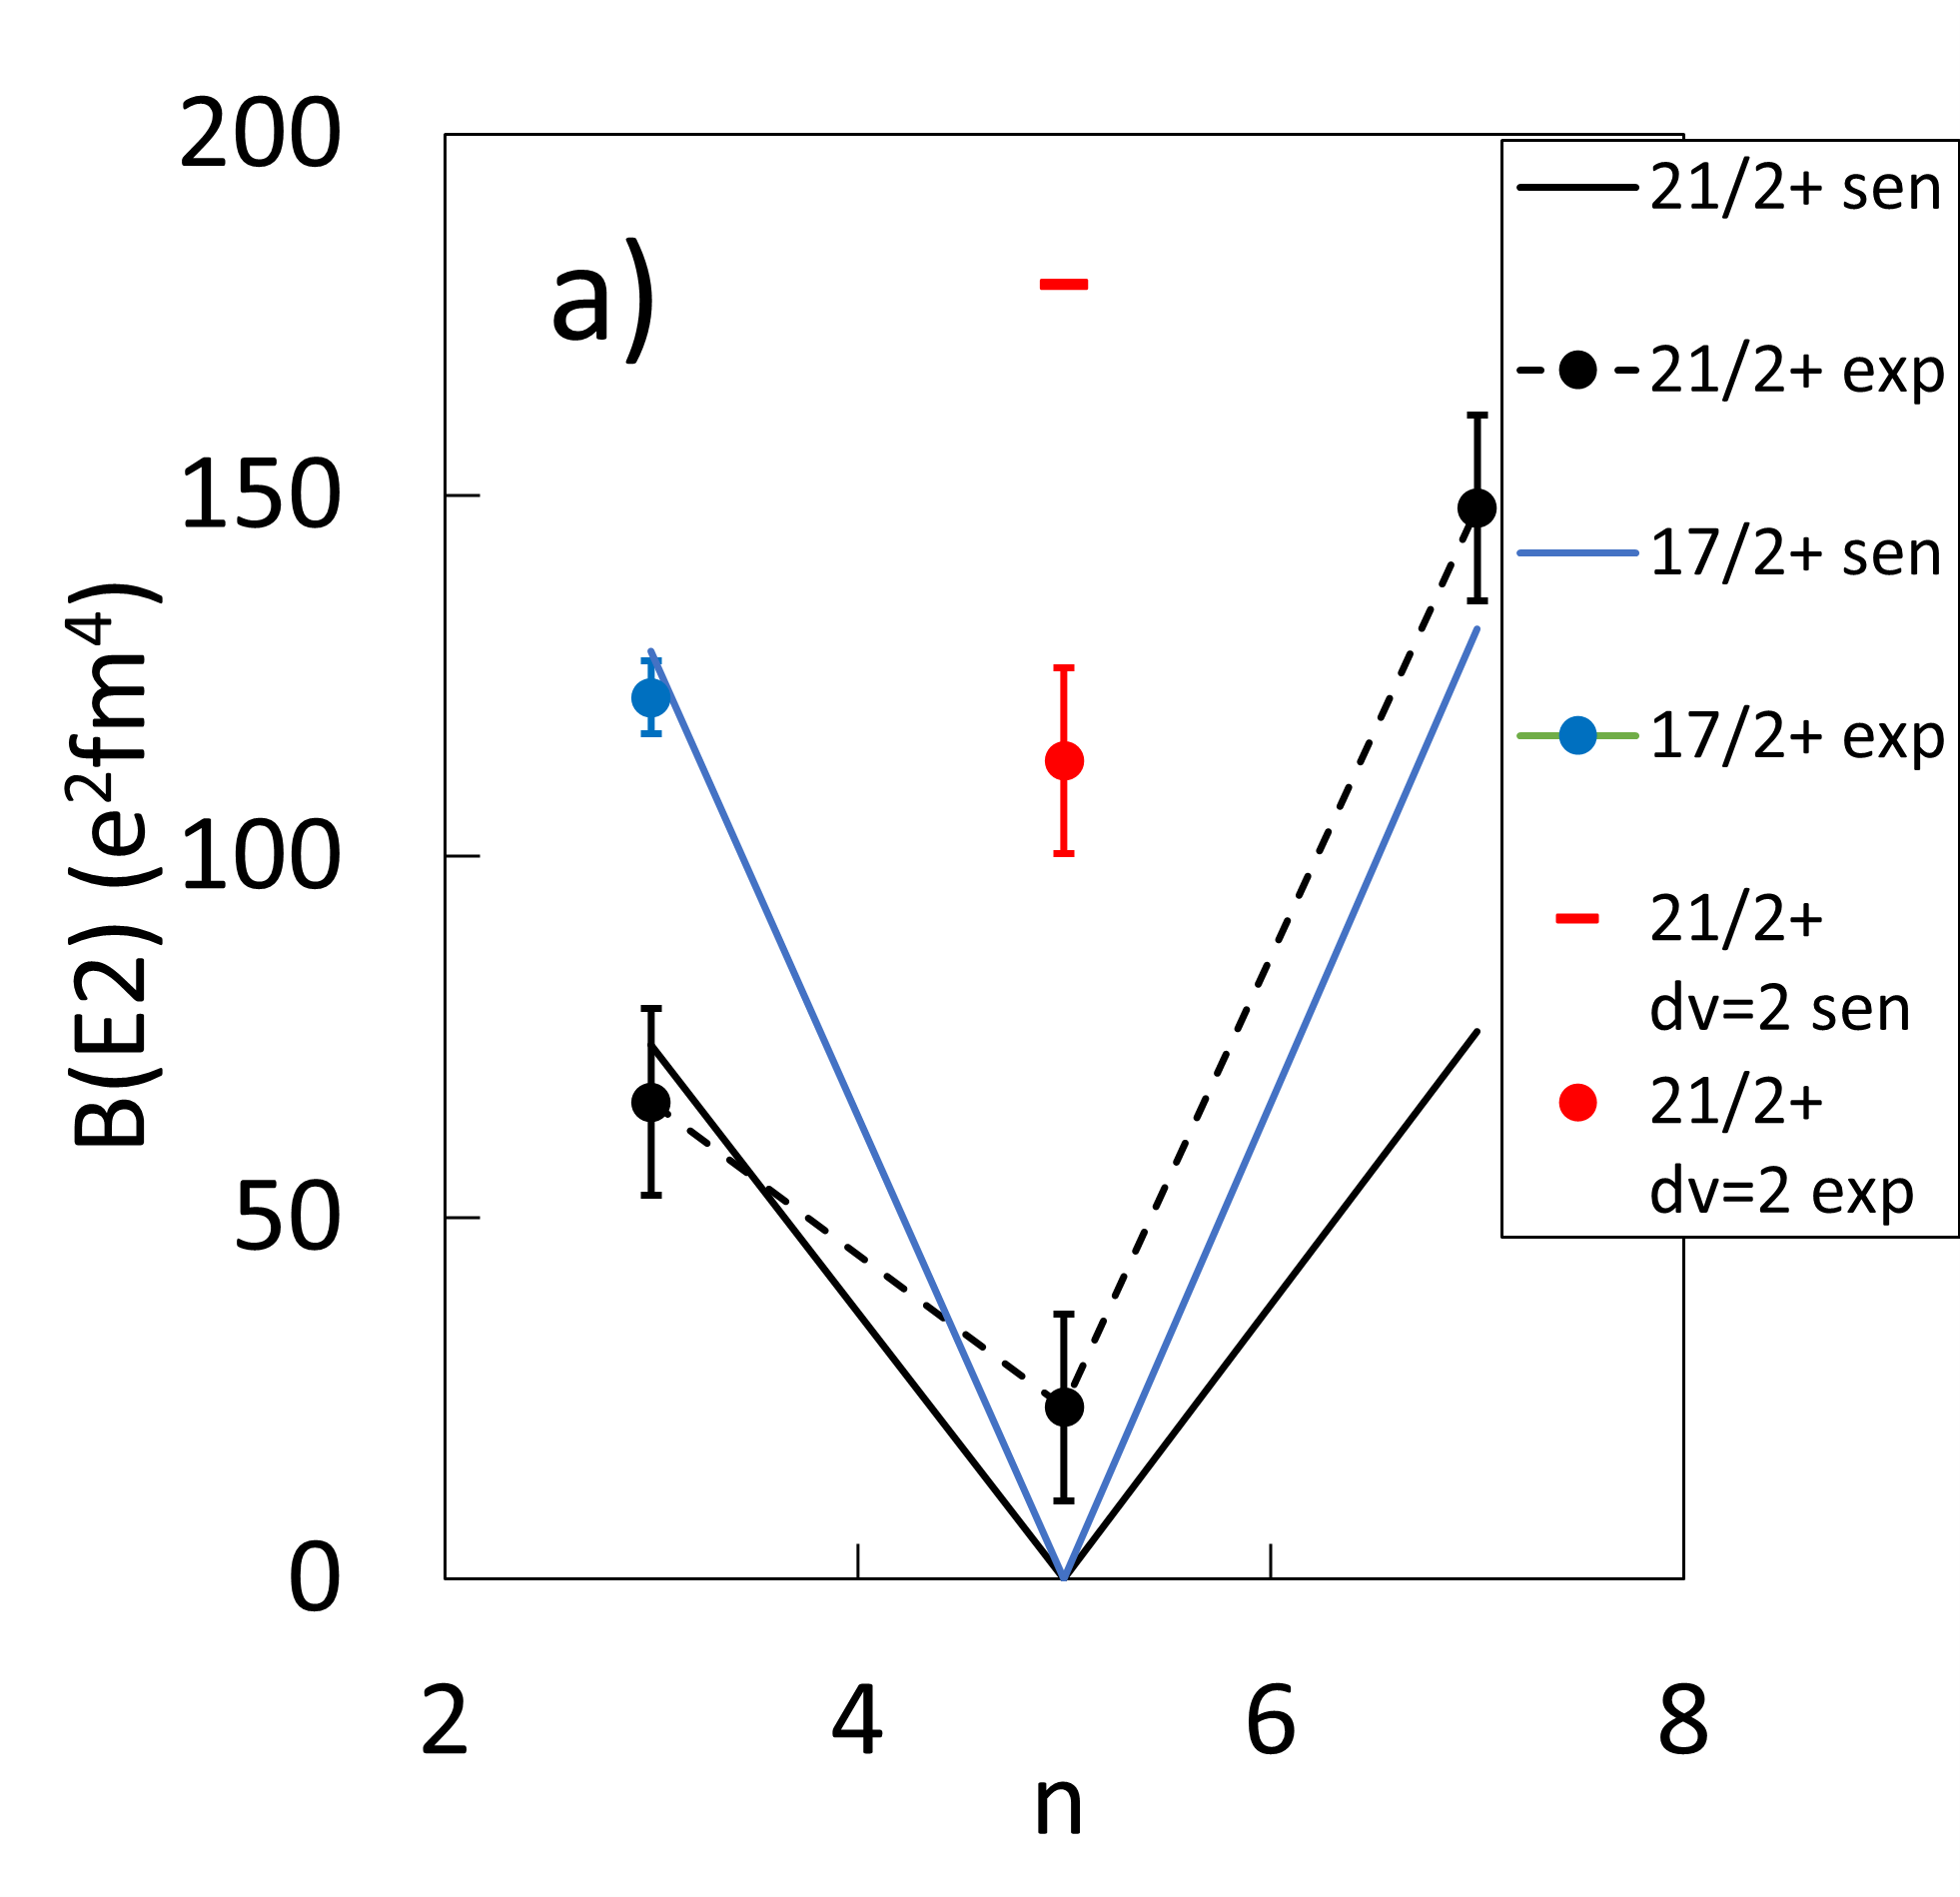 200
150
100
50
0
B(E2) (e²fm⁴)
a)
2 4 6 8
n
21/2+ sen
21/2+ exp
17/2+ sen
17/2+ exp
21/2+
dv=2 sen
21/2+
dv=2 exp